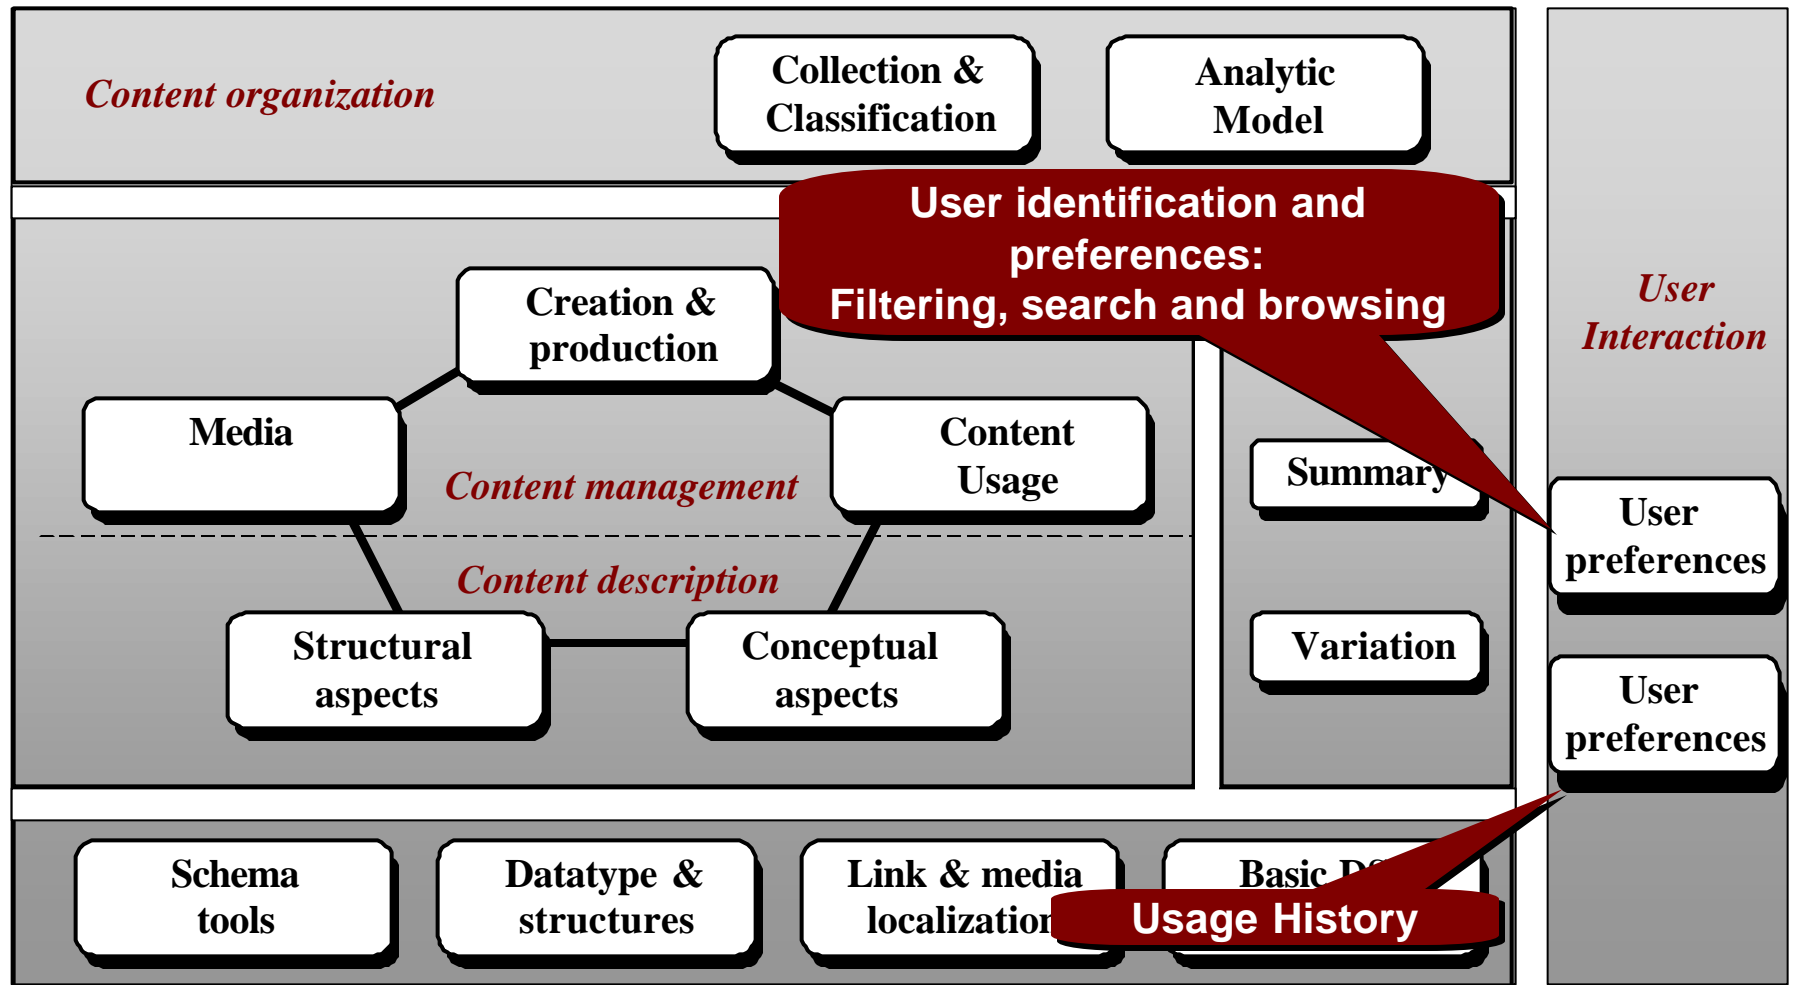 Content organization
Collection &
Classification
Analytic
Model
User identification and
preferences:
Filtering, search and browsing
User
Interaction
Creation &
production
Media
Content
Usage
Content management
Summary
User
preferences
Content description
Structural
aspects
Conceptual
aspects
Variation
User
preferences
Schema
tools
Datatype &
structures
Link & media
localization
Basic
Usage History